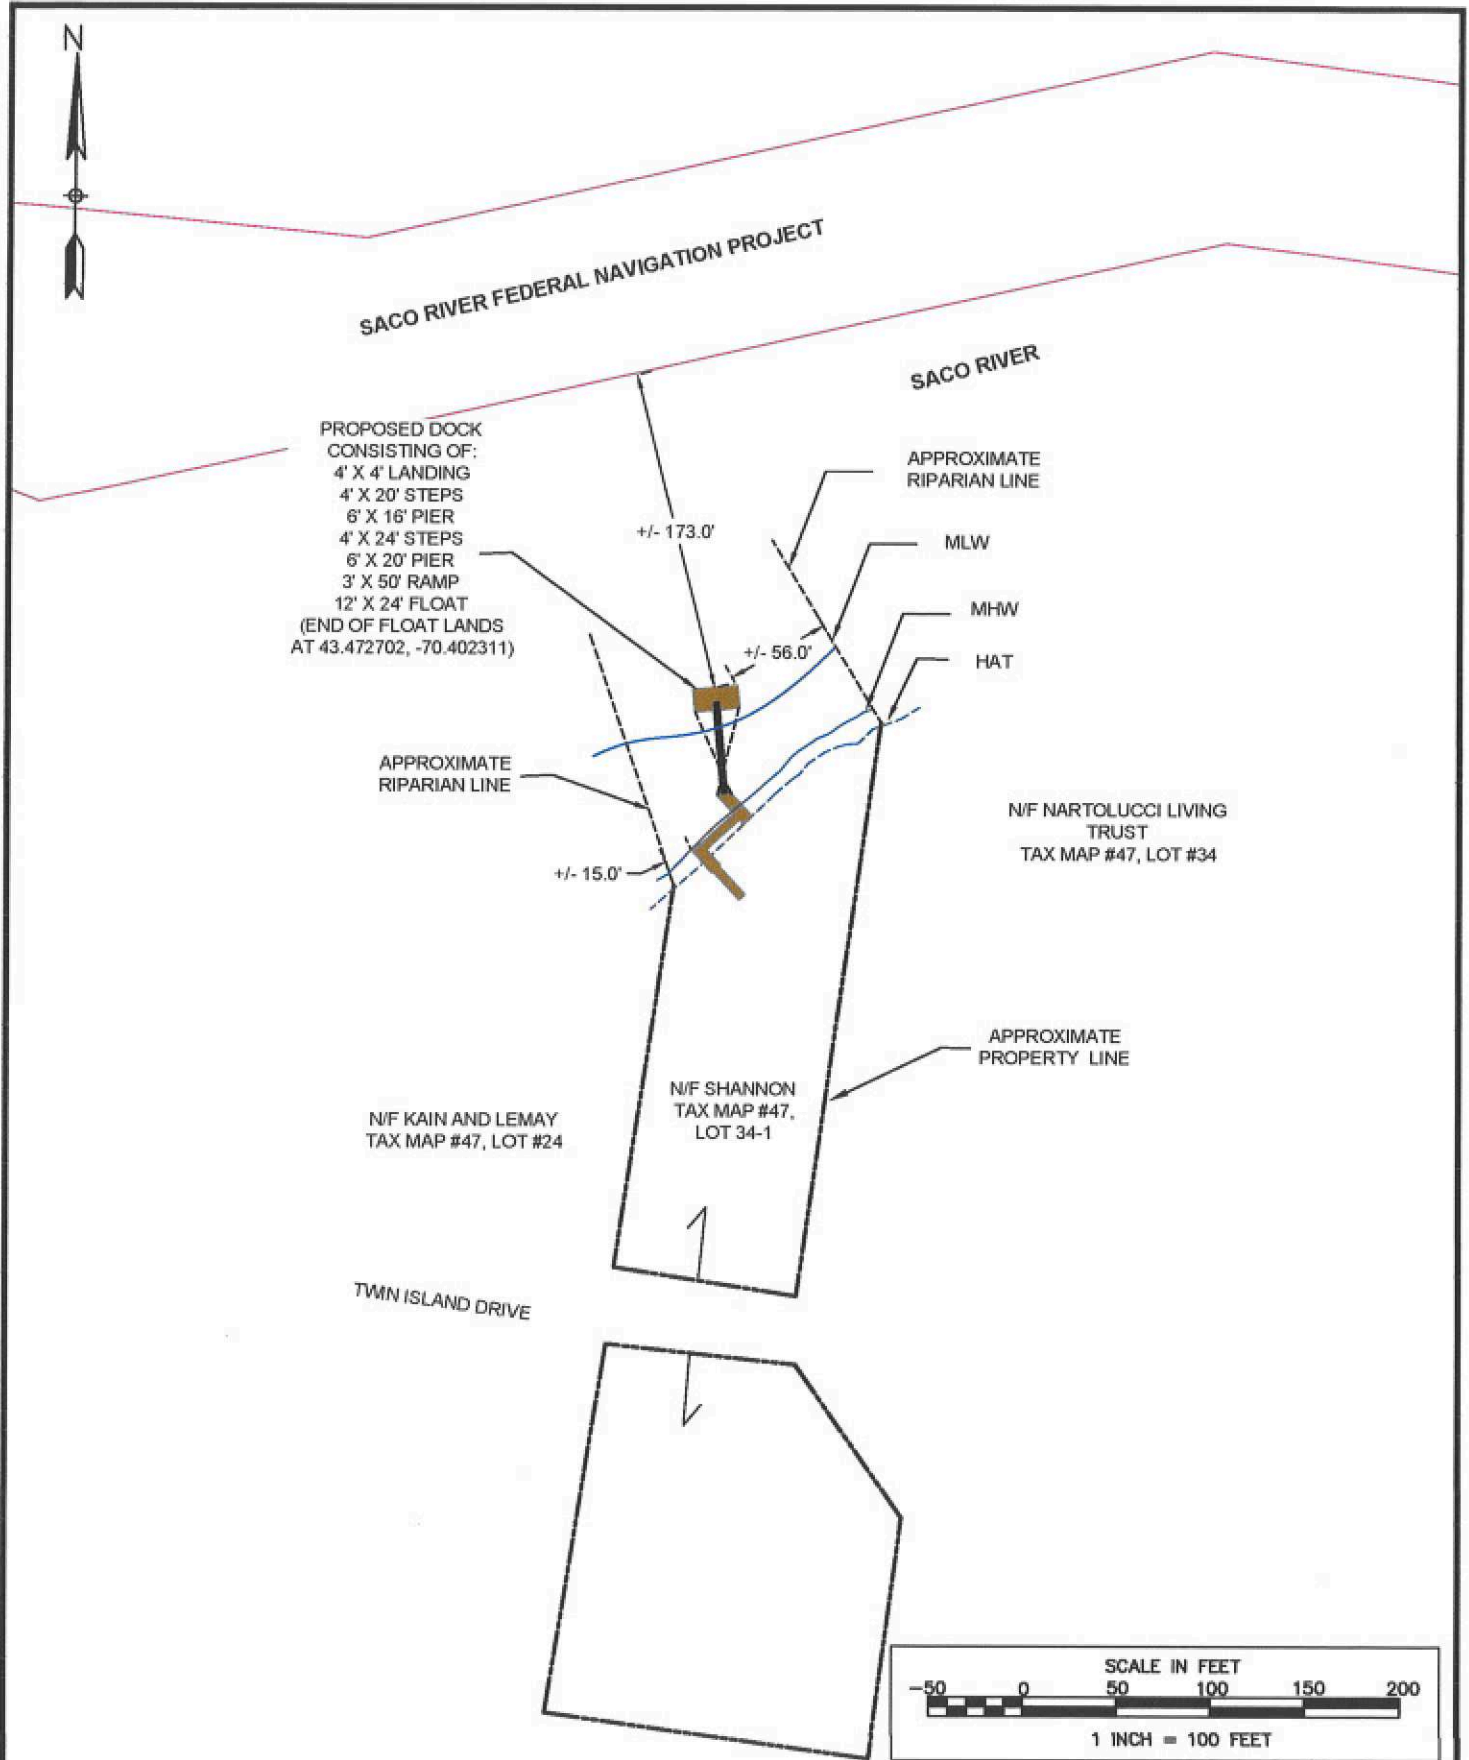 N
SACO RIVER FEDERAL NAVIGATION PROJECT
SACO RIVER
PROPOSED DOCK
CONSISTING OF:
4' X 4' LANDING
4' X 20' STEPS
6' X 16' PIER
4' X 24' STEPS
6' X 20' PIER
3' X 50' RAMP
12' X 24' FLOAT
(END OF FLOAT LANDS
AT 43.472702, -70.402311)
APPROXIMATE
RIPARIAN LINE
+/- 173.0'
MLW
MHW
+/- 56.0'
HAT
APPROXIMATE
RIPARIAN LINE
N/F NARTOLUCCI LIVING
TRUST
TAX MAP #47, LOT #34
+/- 15.0'
APPROXIMATE
PROPERTY LINE
N/F SHANNON
TAX MAP #47,
LOT 34-1
N/F KAIN AND LEMAY
TAX MAP #47, LOT #24
TWIN ISLAND DRIVE
SCALE IN FEET
-50 0 50 100 150 200
1 INCH = 100 FEET